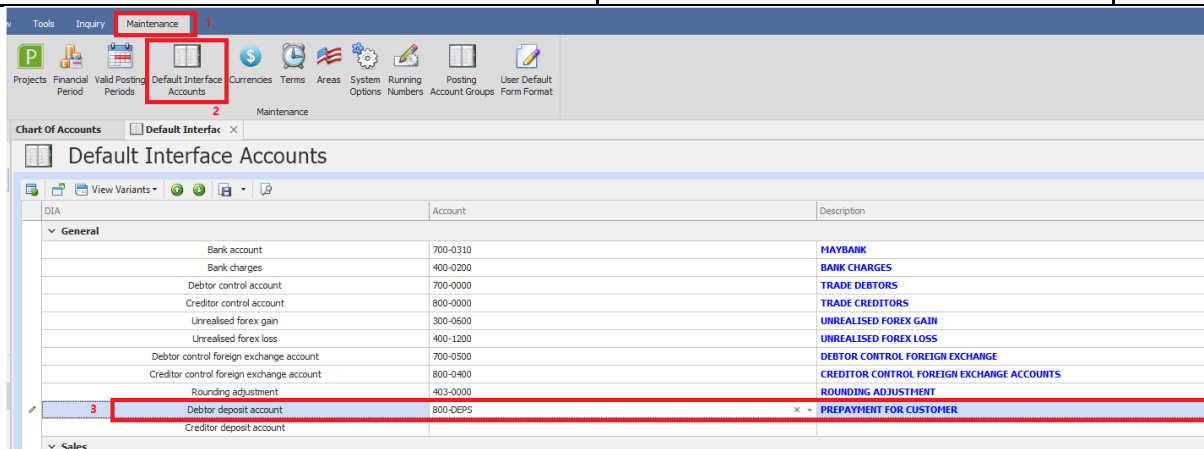 w Tools Inquiry Maintenance 1
Projects Financial Period Valid Posting Periods Default Interface Accounts Currencies Terms Areas System Options Running Numbers Posting Account Groups User Default Form Format
2 Maintenance
Chart Of Accounts Default Interfac ×
Default Interface Accounts
View Variants
DIA Account Description
General
Bank account 700-0310 MAYBANK
Bank charges 400-0200 BANK CHARGES
Debtor control account 700-0000 TRADE DEBTORS
Creditor control account 800-0000 TRADE CREDITORS
Unrealised forex gain 300-0600 UNREALISED FOREX GAIN
Unrealised forex loss 400-1200 UNREALISED FOREX LOSS
Debtor control foreign exchange account 700-0500 DEBTOR CONTROL FOREIGN EXCHANGE
Creditor control foreign exchange account 800-0400 CREDITOR CONTROL FOREIGN EXCHANGE ACCOUNTS
Rounding adjustment 403-0000 ROUNDING ADJUSTMENT
3 Debtor deposit account 800-DEPS × PREPAYMENT FOR CUSTOMER
Creditor deposit account
Sales